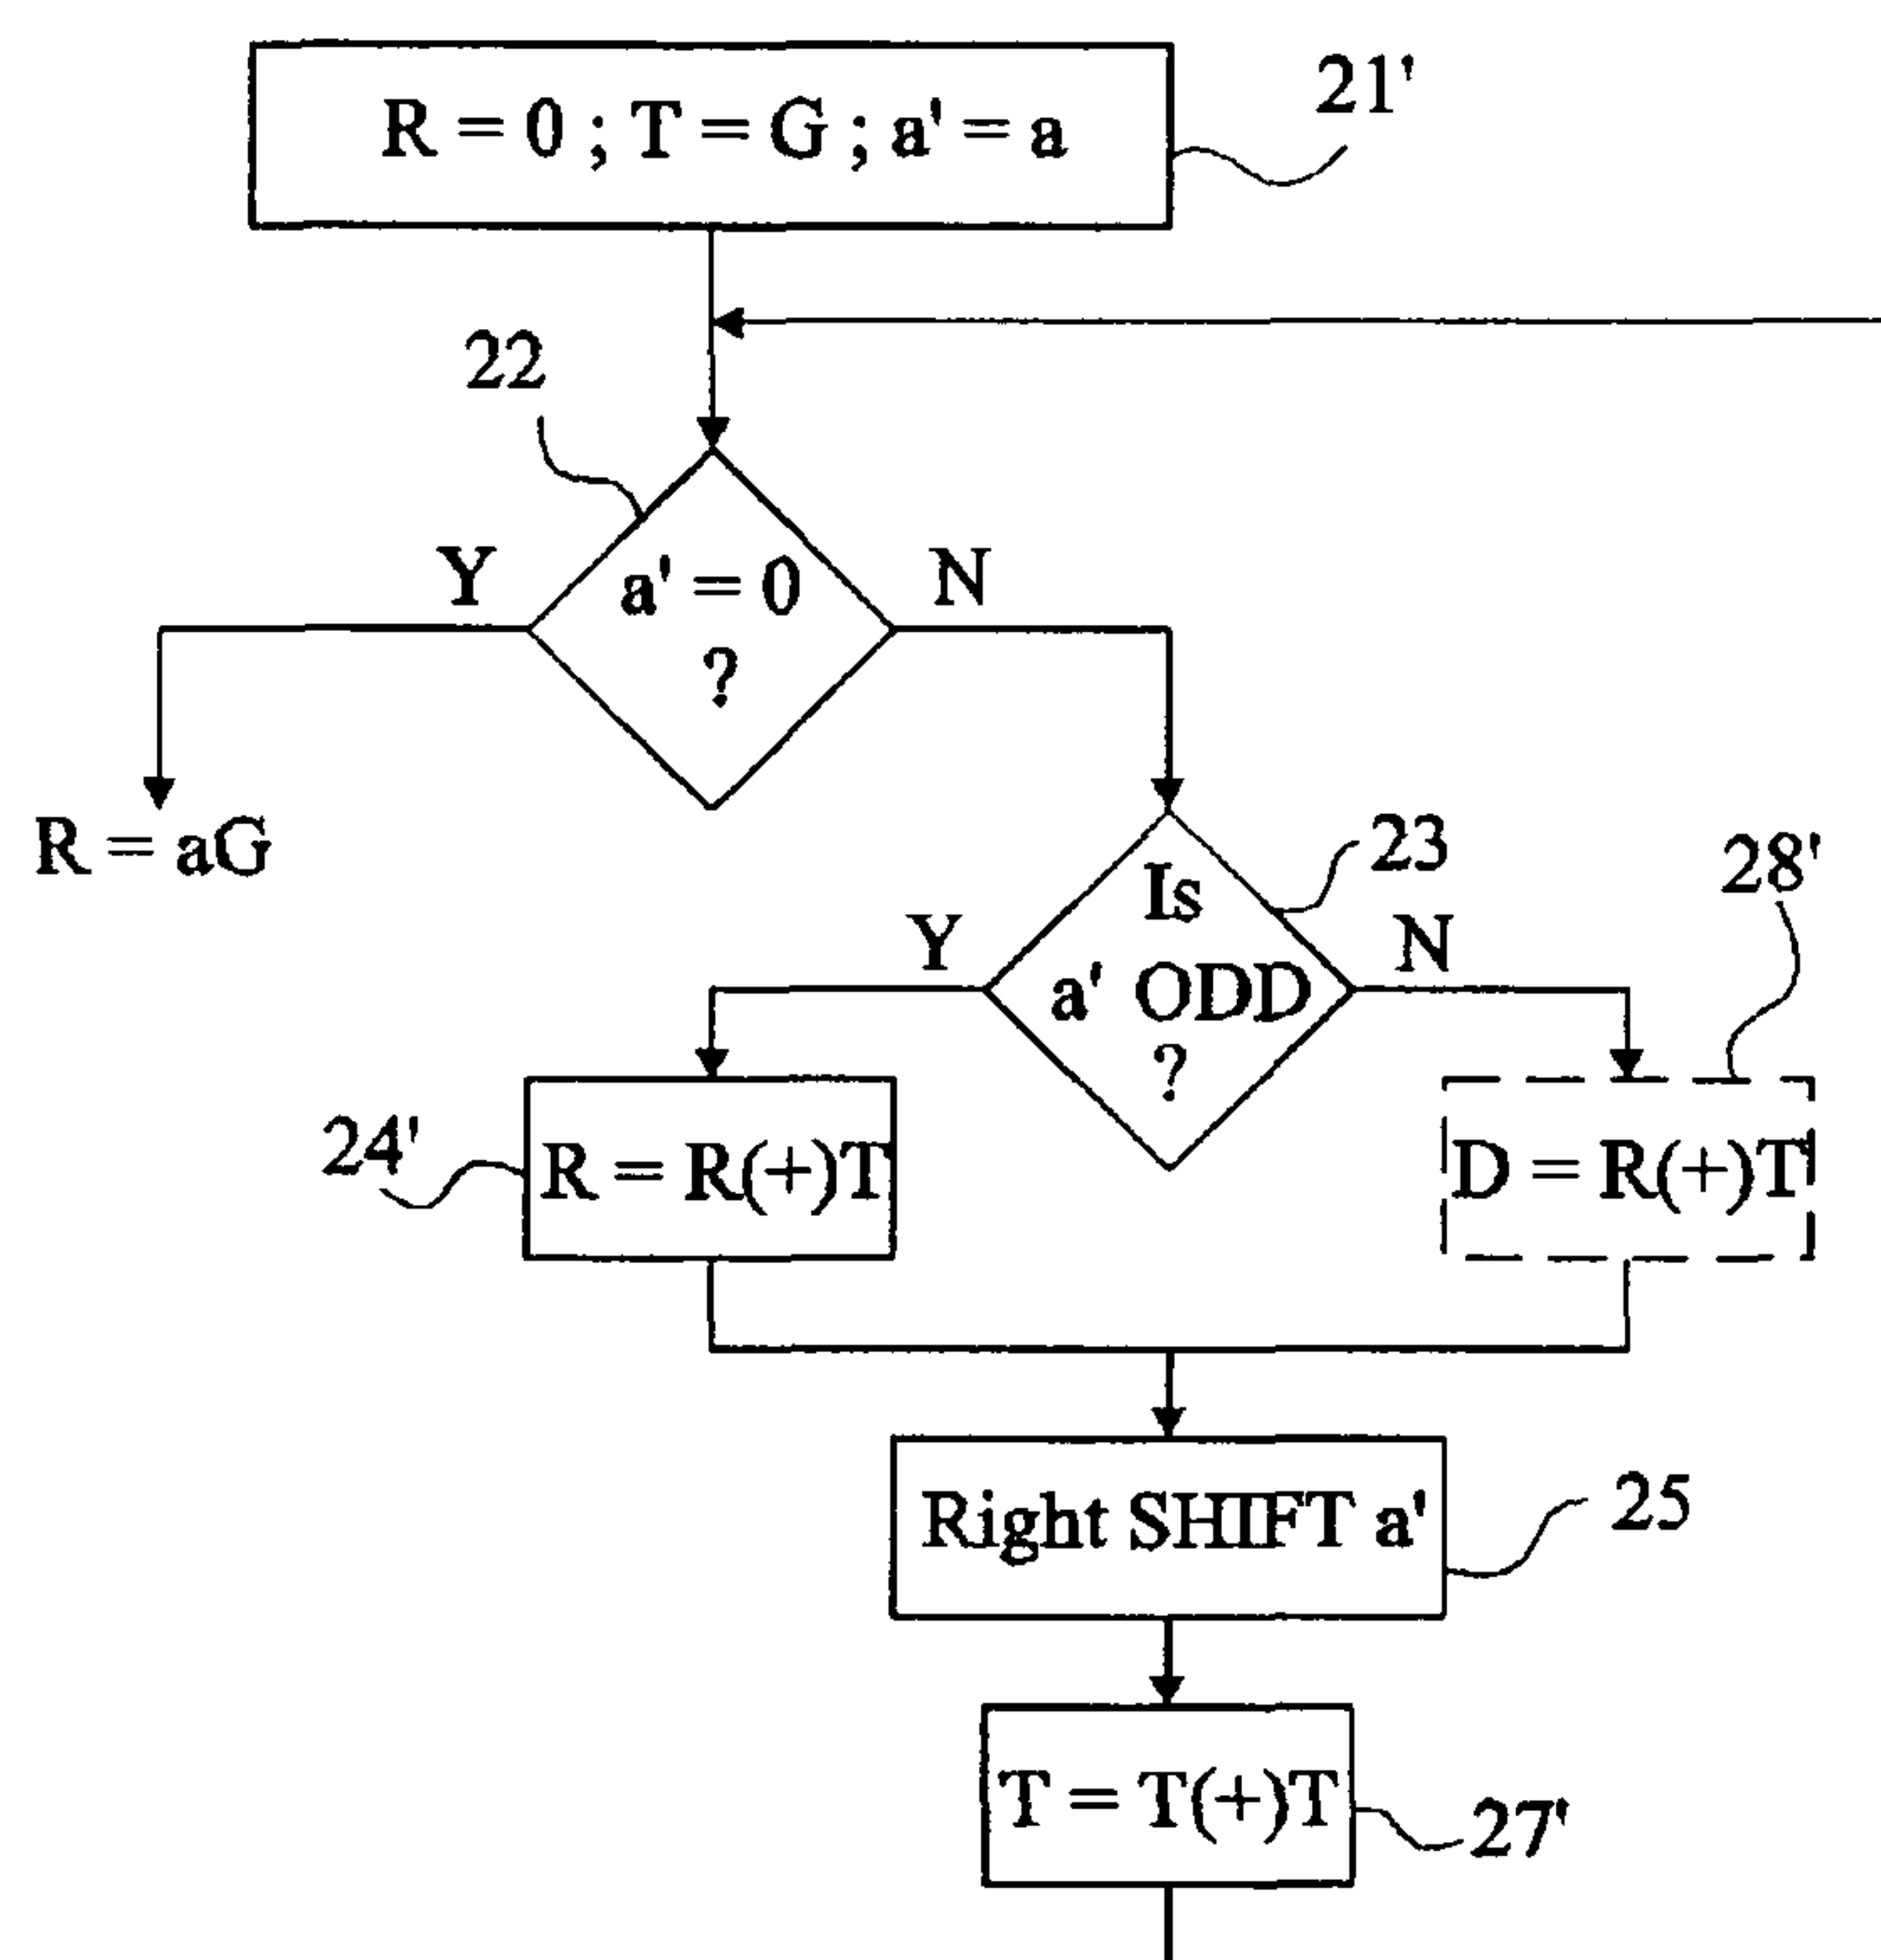 R = 0 ; T = G ; a' = a
21'
22
Y
N
a' = 0
?
R = aG
23
28'
Is
a' ODD
?
Y
N
24'
R = R(+)T
D = R(+)T
Right SHIFT a'
25
T = T(+)T
27'